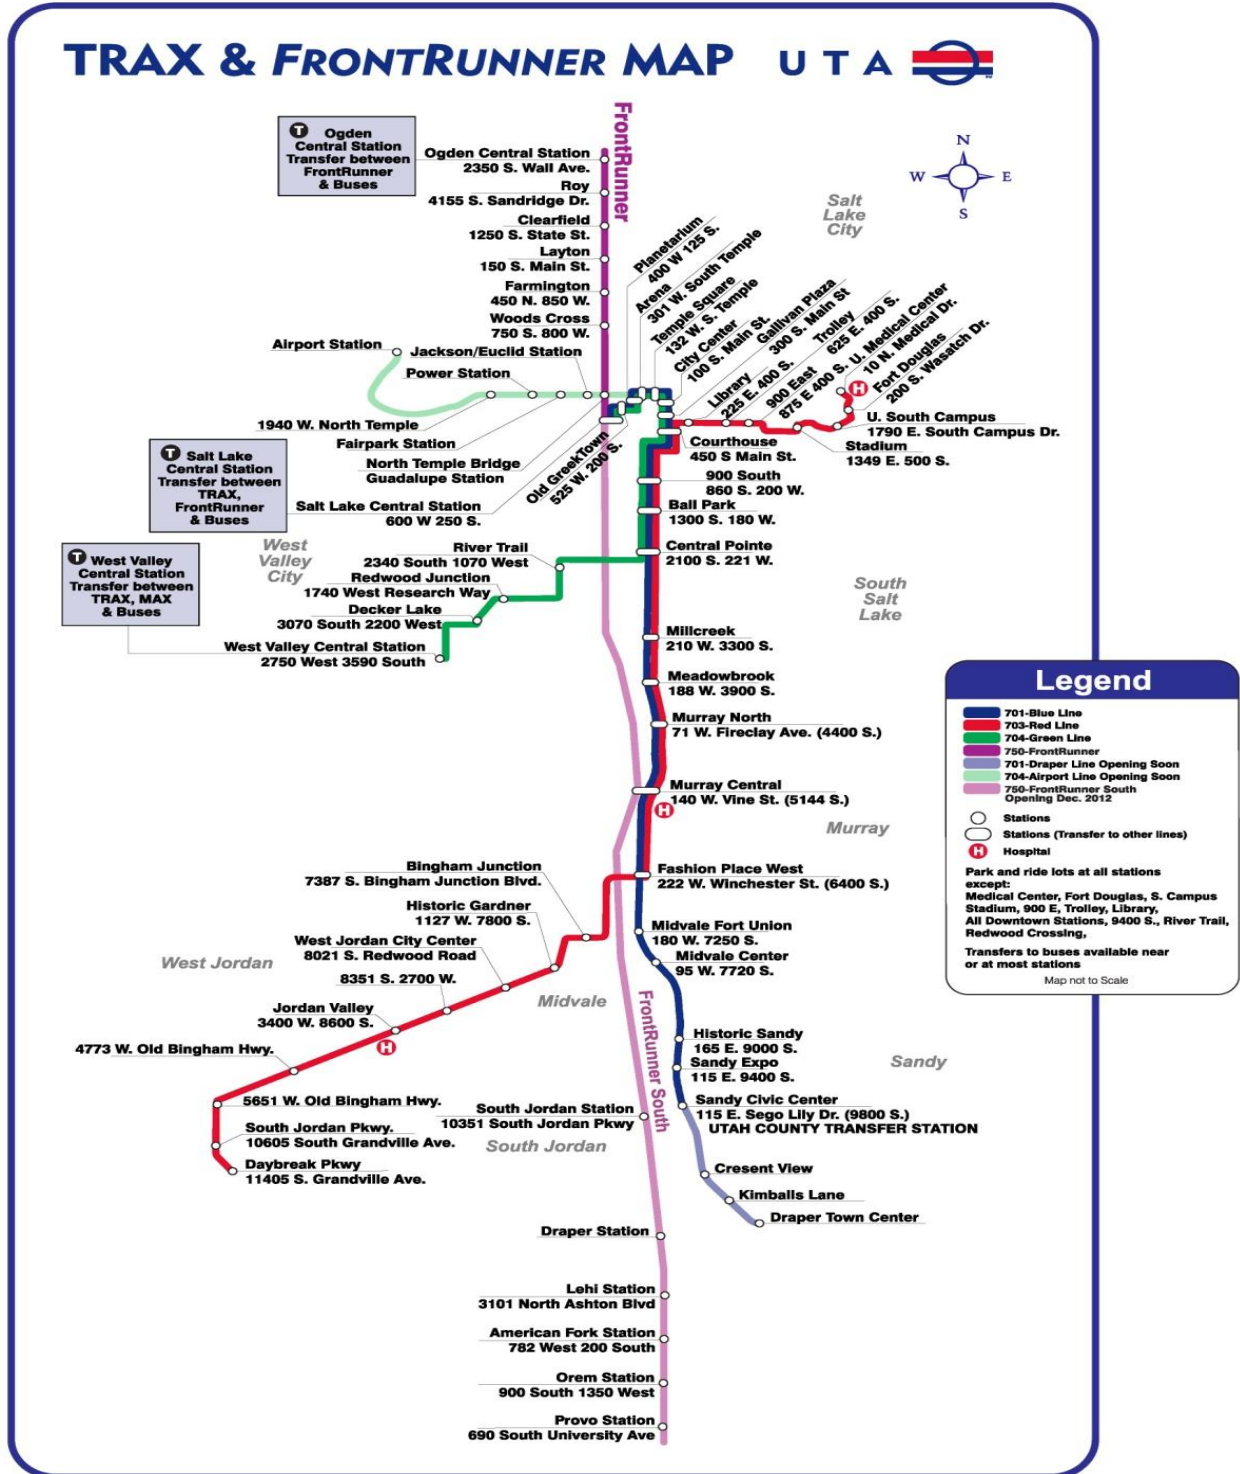 TRAX & FRONTRUNNER MAP UTA
T Ogden
Central Station
Transfer between
FrontRunner
& Buses
FrontRunner
Ogden Central Station
2350 S. Wall Ave.
Roy
4155 S. Sandridge Dr.
Clearfield
1250 S. State St.
Layton
150 S. Main St.
Farmington
450 N. 850 W.
Woods Cross
750 S. 800 W.
N
W E
S
Salt
Lake
City
Planetarium
400 W 125 S.
Arena
301 W. South Temple
Temple Square
132 W. S. Temple
City Center
100 S. Main St.
Gallivan Plaza
300 S. Main St
Library
225 E. 400 S.
Trolley
625 E. 400 S.
900 East
875 E 400 S.
U. Medical Center
10 N. Medical Dr.
Fort Douglas
200 S. Wasatch Dr.
H
U. South Campus
1790 E. South Campus Dr.
Stadium
1349 E. 500 S.
Airport Station
Jackson/Euclid Station
Power Station
1940 W. North Temple
Fairpark Station
North Temple Bridge
Guadalupe Station
Old GreekTown
525 W. 200 S.
Salt Lake Central Station
600 W 250 S.
T Salt Lake
Central Station
Transfer between
TRAX,
FrontRunner
& Buses
Courthouse
450 S Main St.
900 South
860 S. 200 W.
Ball Park
1300 S. 180 W.
Central Pointe
2100 S. 221 W.
West
Valley
City
T West Valley
Central Station
Transfer between
TRAX, MAX
& Buses
River Trail
2340 South 1070 West
Redwood Junction
1740 West Research Way
Decker Lake
3070 South 2200 West
West Valley Central Station
2750 West 3590 South
South
Salt
Lake
Millcreek
210 W. 3300 S.
Meadowbrook
188 W. 3900 S.
Murray North
71 W. Fireclay Ave. (4400 S.)
Murray Central
140 W. Vine St. (5144 S.)
H
Murray
Fashion Place West
222 W. Winchester St. (6400 S.)
Bingham Junction
7387 S. Bingham Junction Blvd.
Historic Gardner
1127 W. 7800 S.
West Jordan City Center
8021 S. Redwood Road
8351 S. 2700 W.
Jordan Valley
3400 W. 8600 S.
H
4773 W. Old Bingham Hwy.
5651 W. Old Bingham Hwy.
South Jordan Pkwy.
10605 South Grandville Ave.
Daybreak Pkwy
11405 S. Grandville Ave.
West Jordan
Midvale
Midvale Fort Union
180 W. 7250 S.
Midvale Center
95 W. 7720 S.
Historic Sandy
165 E. 9000 S.
Sandy Expo
115 E. 9400 S.
Sandy Civic Center
115 E. Sego Lily Dr. (9800 S.)
UTAH COUNTY TRANSFER STATION
Sandy
FrontRunner South
South Jordan Station
10351 South Jordan Pkwy
South Jordan
Cresent View
Kimballs Lane
Draper Town Center
Draper Station
Lehi Station
3101 North Ashton Blvd
American Fork Station
782 West 200 South
Orem Station
900 South 1350 West
Provo Station
690 South University Ave
Legend
701-Blue Line
703-Red Line
704-Green Line
750-FrontRunner
701-Draper Line Opening Soon
704-Airport Line Opening Soon
750-FrontRunner South
Opening Dec. 2012
Stations
Stations (Transfer to other lines)
H Hospital
Park and ride lots at all stations
except:
Medical Center, Fort Douglas, S. Campus
Stadium, 900 E, Trolley, Library,
All Downtown Stations, 9400 S., River Trail,
Redwood Crossing,
Transfers to buses available near
or at most stations
Map not to Scale